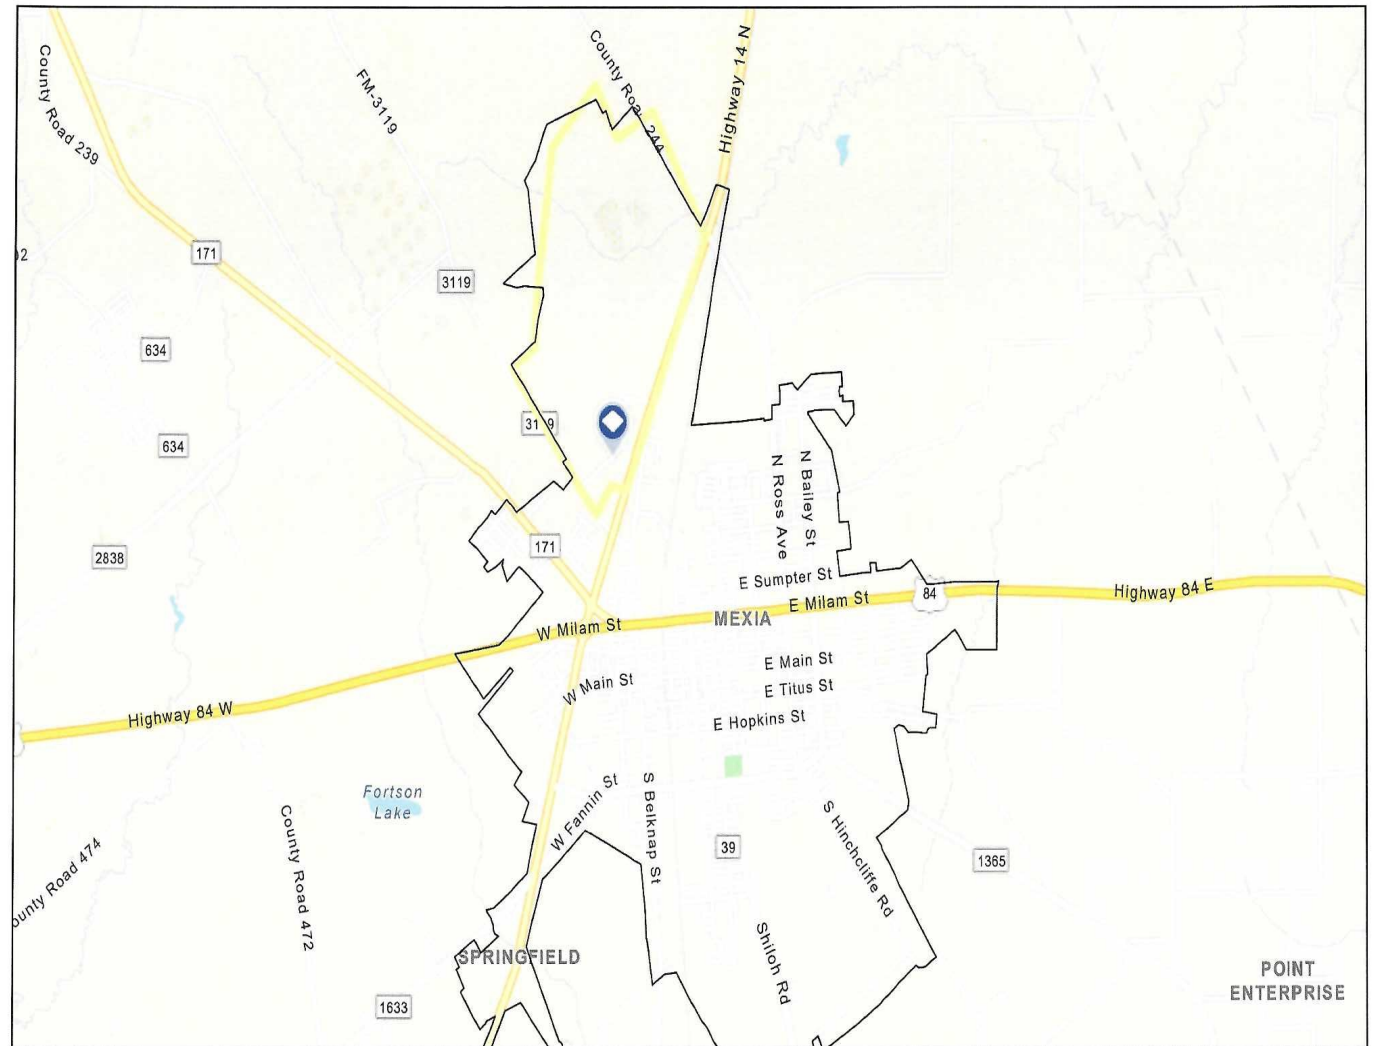 County Road 239
FM-3119
County Road 244
Highway 14 N
171
3119
634
3119
634
2838
171
N Ross Ave
N Bailey St
E Sumpter St
84
Highway 84 E
E Milam St
MEXIA
W Milam St
E Main St
W Main St
E Titus St
Highway 84 W
E Hopkins St
Fortson
Lake
S Belknap St
W Fannin St
39
S Hinchcliffe Rd
1365
County Road 472
ounty Road 474
Shiloh Rd
SPRINGFIELD
POINT
ENTERPRISE
1633